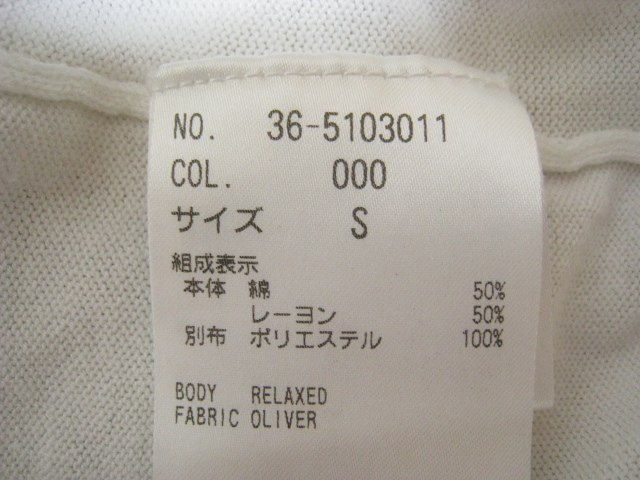 NO. 36-5103011
COL. 000
サイズ S
組成表示
本体 綿 50%
レーヨン 50%
別布 ポリエステル 100%
BODY RELAXED
FABRIC OLIVER